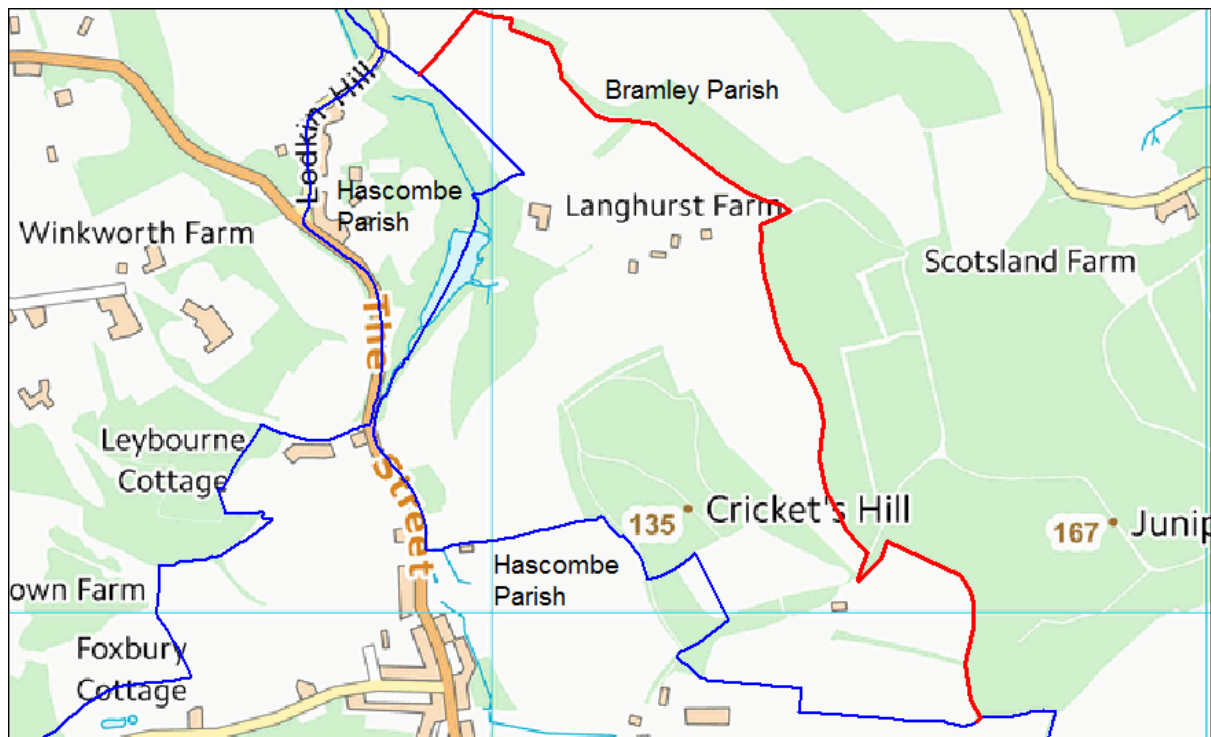 Bramley Parish
Lodkin Hill
Hascombe
Parish
Langhurst Farm
Winkworth Farm
Scotsland Farm
The Street
Leybourne
Cottage
135
Cricket's Hill
167
Junip
Hascombe
Parish
own Farm
Foxbury
Cottage